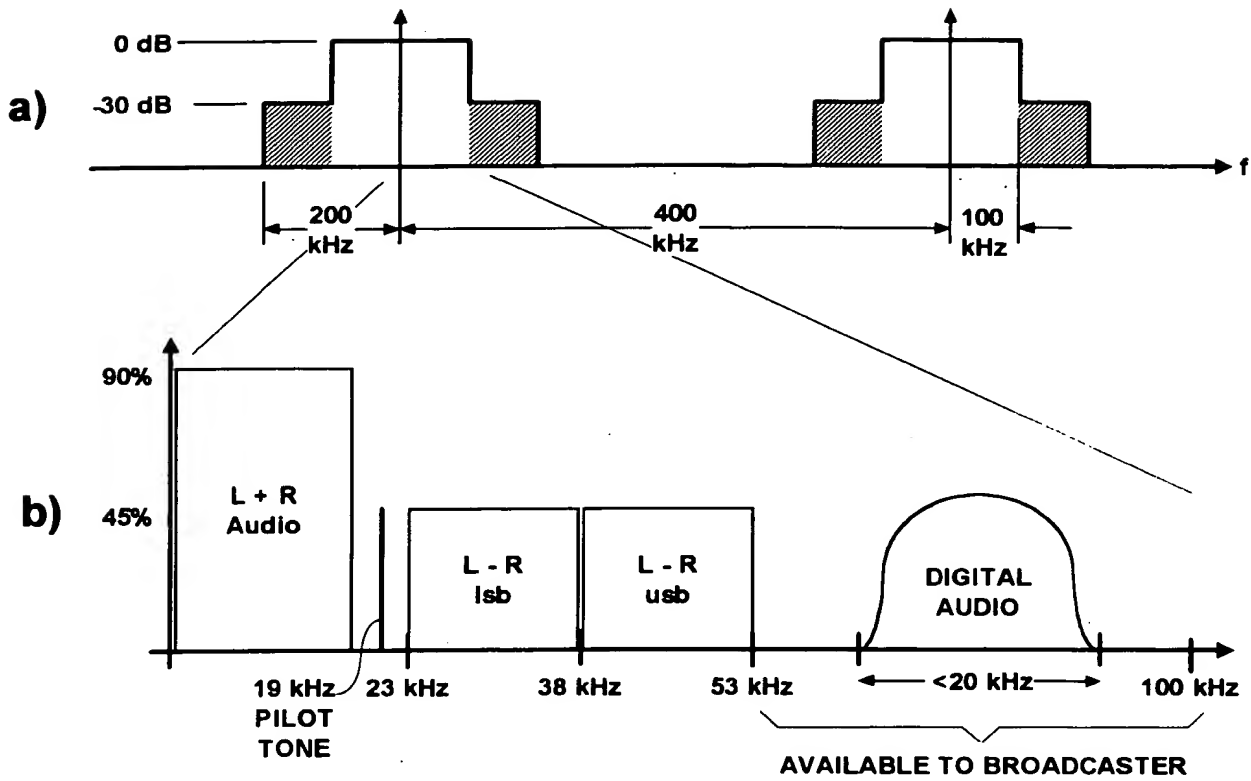 0 dB
-30 dB
a)
f
200
kHz
400
kHz
100
kHz
90%
45%
b)
L + R
Audio
L - R
lsb
L - R
usb
DIGITAL
AUDIO
19 kHz
PILOT
TONE
23 kHz
38 kHz
53 kHz
<20 kHz
100 kHz
AVAILABLE TO BROADCASTER